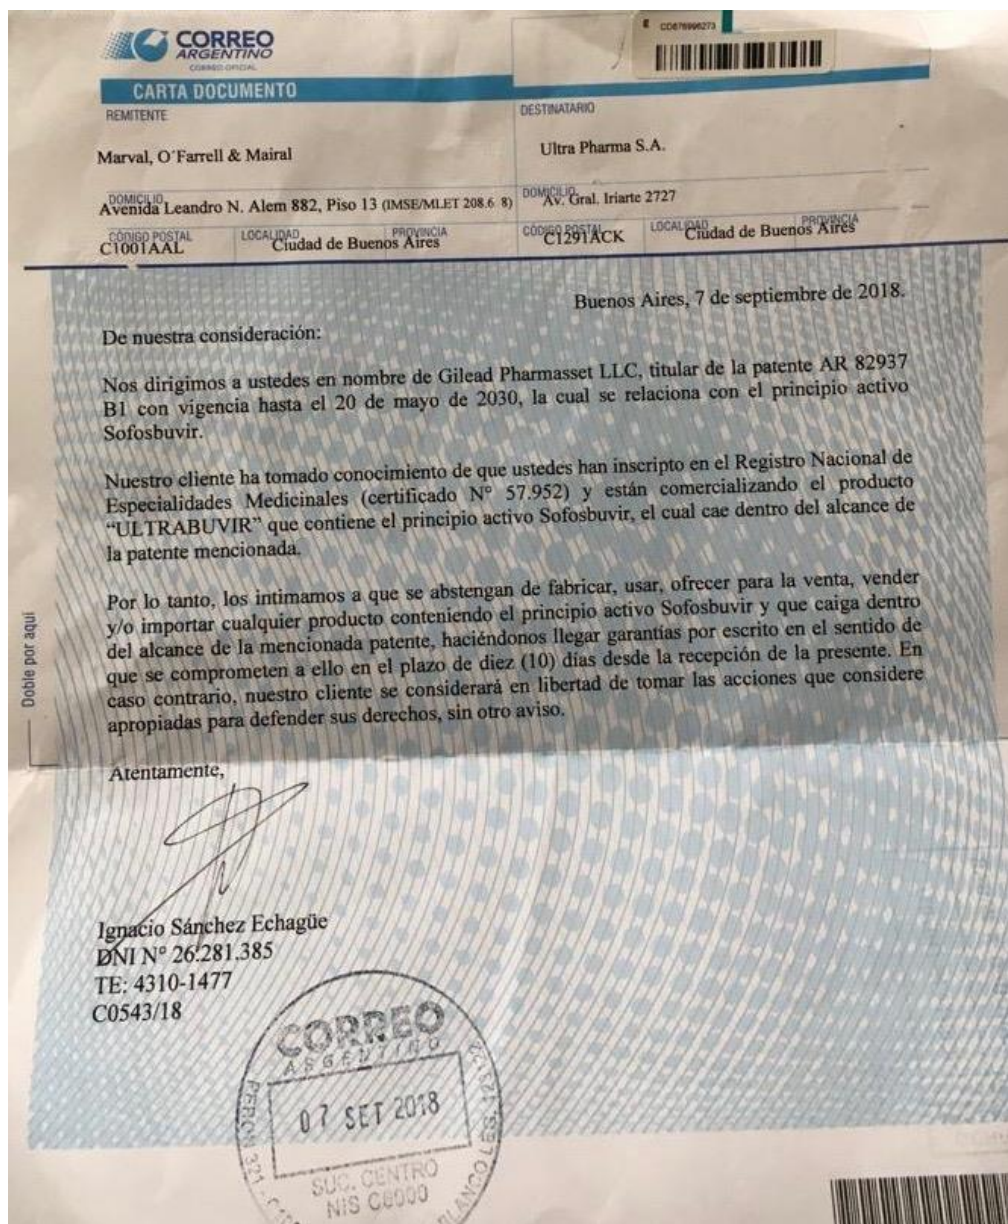 CORREO
ARGENTINO
CORREO OFICIAL
CD876996273
CARTA DOCUMENTO
REMITENTE
DESTINATARIO
Marval, O´Farrell & Mairal
Ultra Pharma S.A.
DOMICILIO
Avenida Leandro N. Alem 882, Piso 13 (IMSE/MLET 208.6 8)
DOMICILIO
Av. Gral. Iriarte 2727
CÓDIGO POSTAL
C1001AAL
LOCALIDAD
PROVINCIA
Ciudad de Buenos Aires
CÓDIGO POSTAL
C1291ACK
LOCALIDAD
PROVINCIA
Ciudad de Buenos Aires
Buenos Aires, 7 de septiembre de 2018.
De nuestra consideración:
Nos dirigimos a ustedes en nombre de Gilead Pharmasset LLC, titular de la patente AR 82937
B1 con vigencia hasta el 20 de mayo de 2030, la cual se relaciona con el principio activo
Sofosbuvir.
Nuestro cliente ha tomado conocimiento de que ustedes han inscripto en el Registro Nacional de
Especialidades Medicinales (certificado N° 57.952) y están comercializando el producto
“ULTRABUVIR” que contiene el principio activo Sofosbuvir, el cual cae dentro del alcance de
la patente mencionada.
Por lo tanto, los intimamos a que se abstengan de fabricar, usar, ofrecer para la venta, vender
y/o importar cualquier producto conteniendo el principio activo Sofosbuvir y que caiga dentro
del alcance de la mencionada patente, haciéndonos llegar garantías por escrito en el sentido de
que se comprometen a ello en el plazo de diez (10) días desde la recepción de la presente. En
caso contrario, nuestro cliente se considerará en libertad de tomar las acciones que considere
apropiadas para defender sus derechos, sin otro aviso.
Doble por aquí
Atentamente,
Ignacio Sánchez Echagüe
DNI N° 26.281.385
TE: 4310-1477
C0543/18
CORREO
ARGENTINO
07 SET 2018
SUC. CENTRO
NIS C6000
PERON 321
BLANCO LEG.